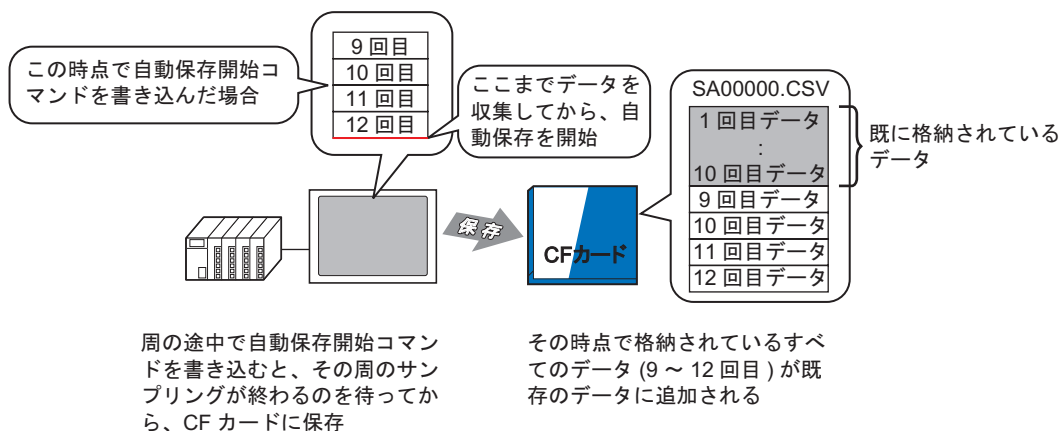 9 回目
10 回目
11 回目
12 回目
この時点で自動保存開始コ
マンドを書き込んだ場合
ここまでデータを
収集してから、自
動保存を開始
SA00000.CSV
1 回目データ
:
10 回目データ
9 回目データ
10 回目データ
11 回目データ
12 回目データ
既に格納されている
データ
保存
CFカード
周の途中で自動保存開始コマン
ドを書き込むと、その周のサン
プリングが終わるのを待ってか
ら、CF カードに保存
その時点で格納されているすべ
てのデータ (9 ～ 12 回目 ) が既
存のデータに追加される